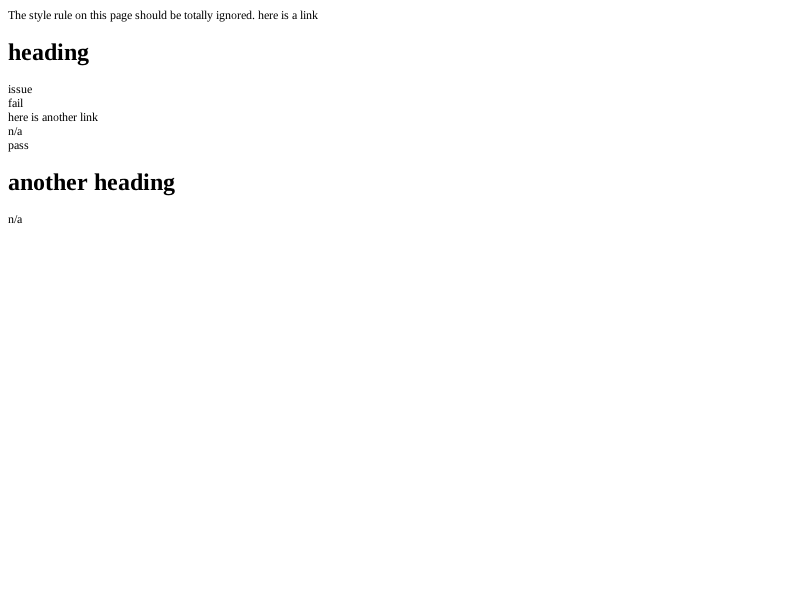 The style rule on this page should be totally ignored. here is a link
heading
issue
fail
here is another link
n/a
pass
another heading
n/a